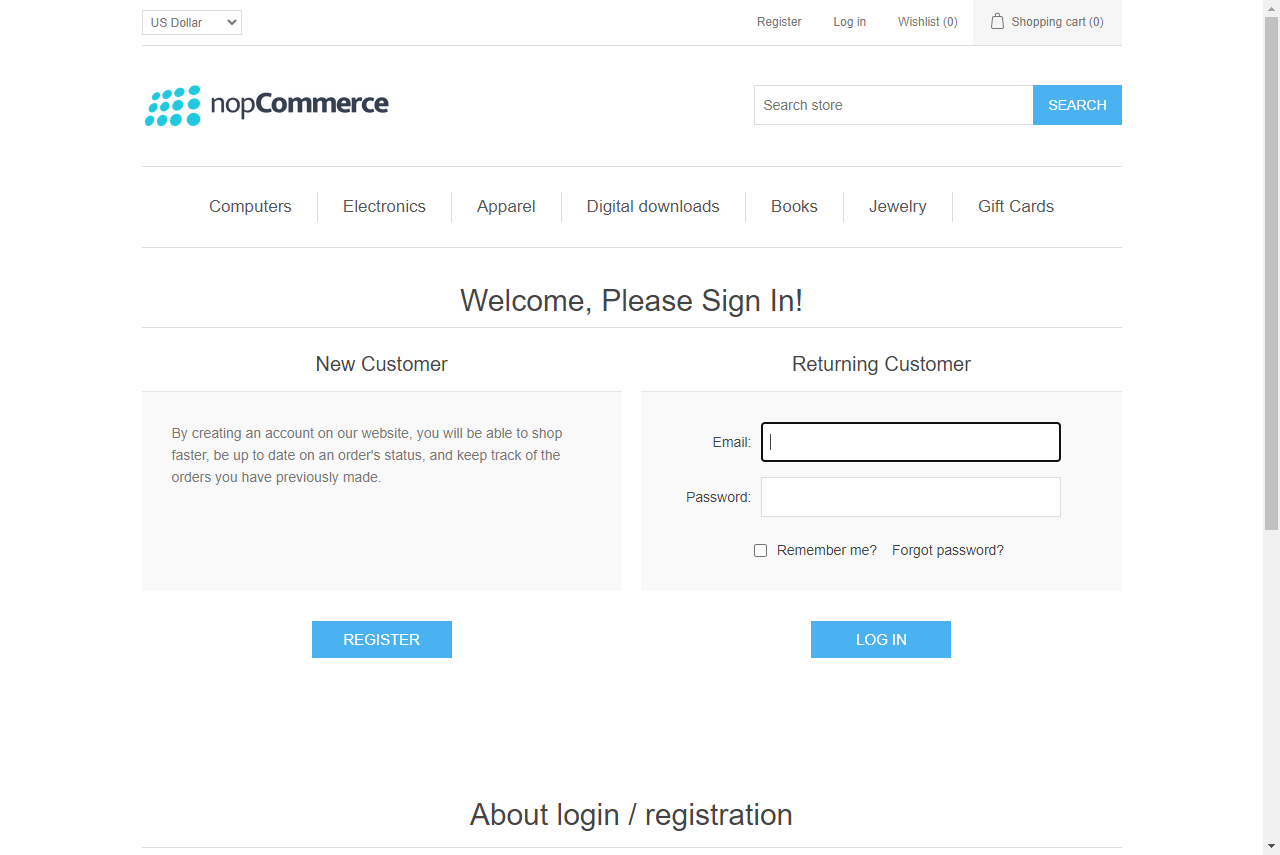 US Dollar
Register
Log in
Wishlist (0)
Shopping cart (0)
nopCommerce
Search store
SEARCH
Computers
Electronics
Apparel
Digital downloads
Books
Jewelry
Gift Cards
Welcome, Please Sign In!
New Customer
By creating an account on our website, you will be able to shop
faster, be up to date on an order's status, and keep track of the
orders you have previously made.
REGISTER
Returning Customer
Email:
Password:
Remember me?
Forgot password?
LOG IN
About login / registration